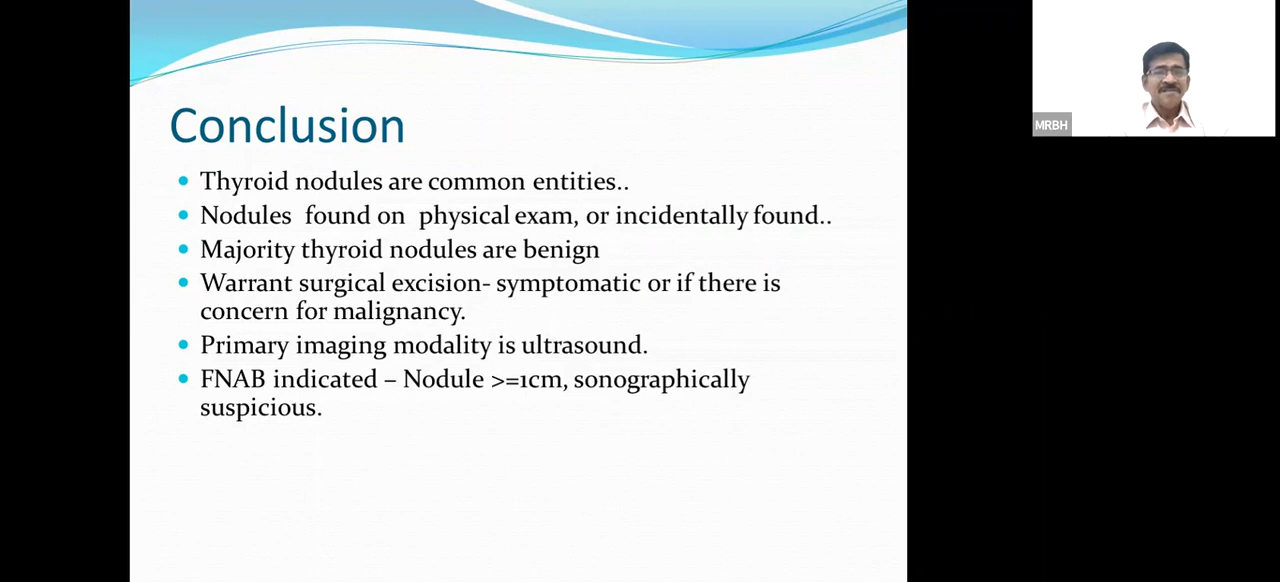 Conclusion
Thyroid nodules are common entities..
Nodules found on physical exam, or incidentally found..
Majority thyroid nodules are benign
Warrant surgical excision- symptomatic or if there is
concern for malignancy.
Primary imaging modality is ultrasound.
FNAB indicated – Nodule >=1cm, sonographically
suspicious.
MRBH